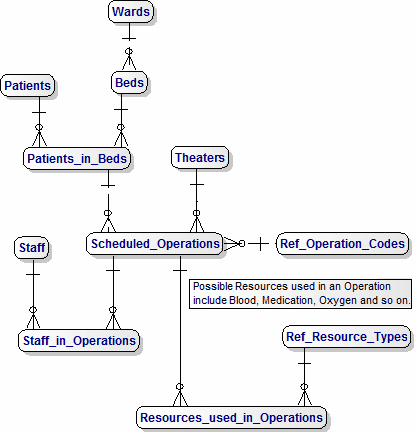 Wards
Patients
Beds
Patients_in_Beds
Theaters
Staff
Scheduled_Operations
Ref_Operation_Codes
Possible Resources used in an Operation
include Blood, Medication, Oxygen and so on.
Staff_in_Operations
Ref_Resource_Types
Resources_used_in_Operations